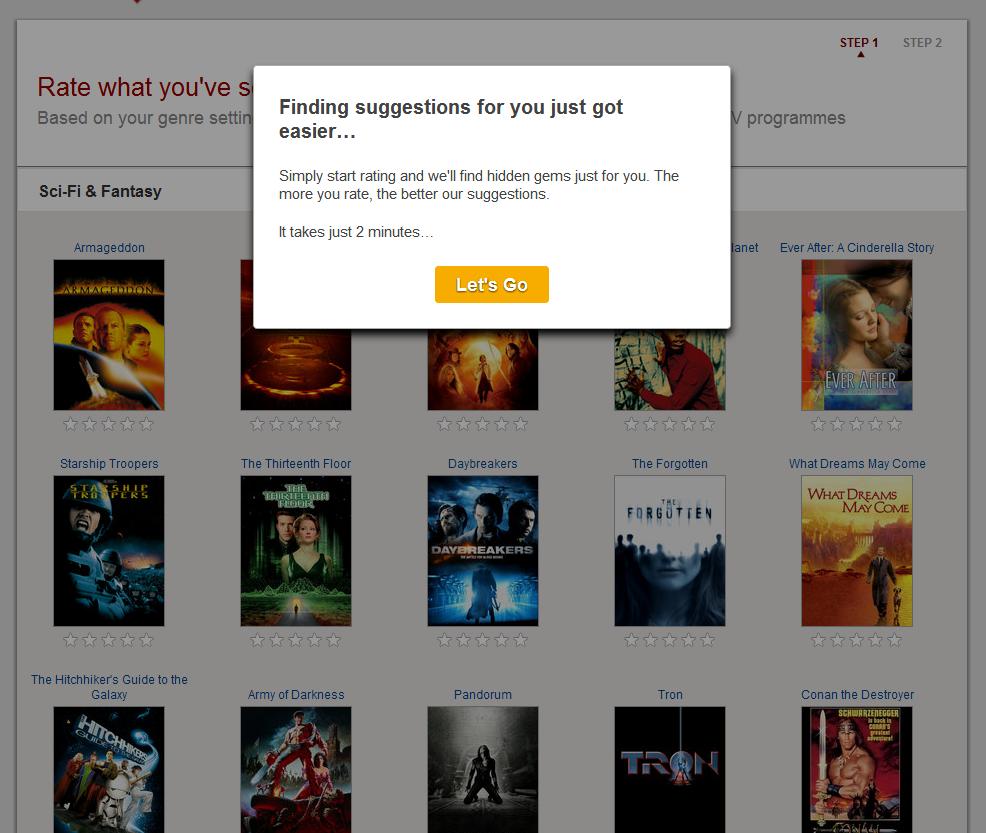 STEP 1 STEP 2
Rate what you've s
Based on your genre settin
V programmes
Finding suggestions for you just got
easier…
Simply start rating and we'll find hidden gems just for you. The
more you rate, the better our suggestions.
It takes just 2 minutes…
Let's Go
Sci-Fi & Fantasy
Armageddon
lanet
Ever After: A Cinderella Story
ARMAGEDDON
EVER AFTER
Starship Troopers
The Thirteenth Floor
Daybreakers
The Forgotten
What Dreams May Come
STARSHIP
TROOPERS
THE
THIRTEENTH
FLOOR
DAYBREAKERS
THE
FORGOTTEN
WHAT DREAMS
MAY COME
The Hitchhiker's Guide to the
Galaxy
Army of Darkness
Pandorum
Tron
Conan the Destroyer
HITCHHIKER'S
TRON
SCHWARZENEGGER
CONAN